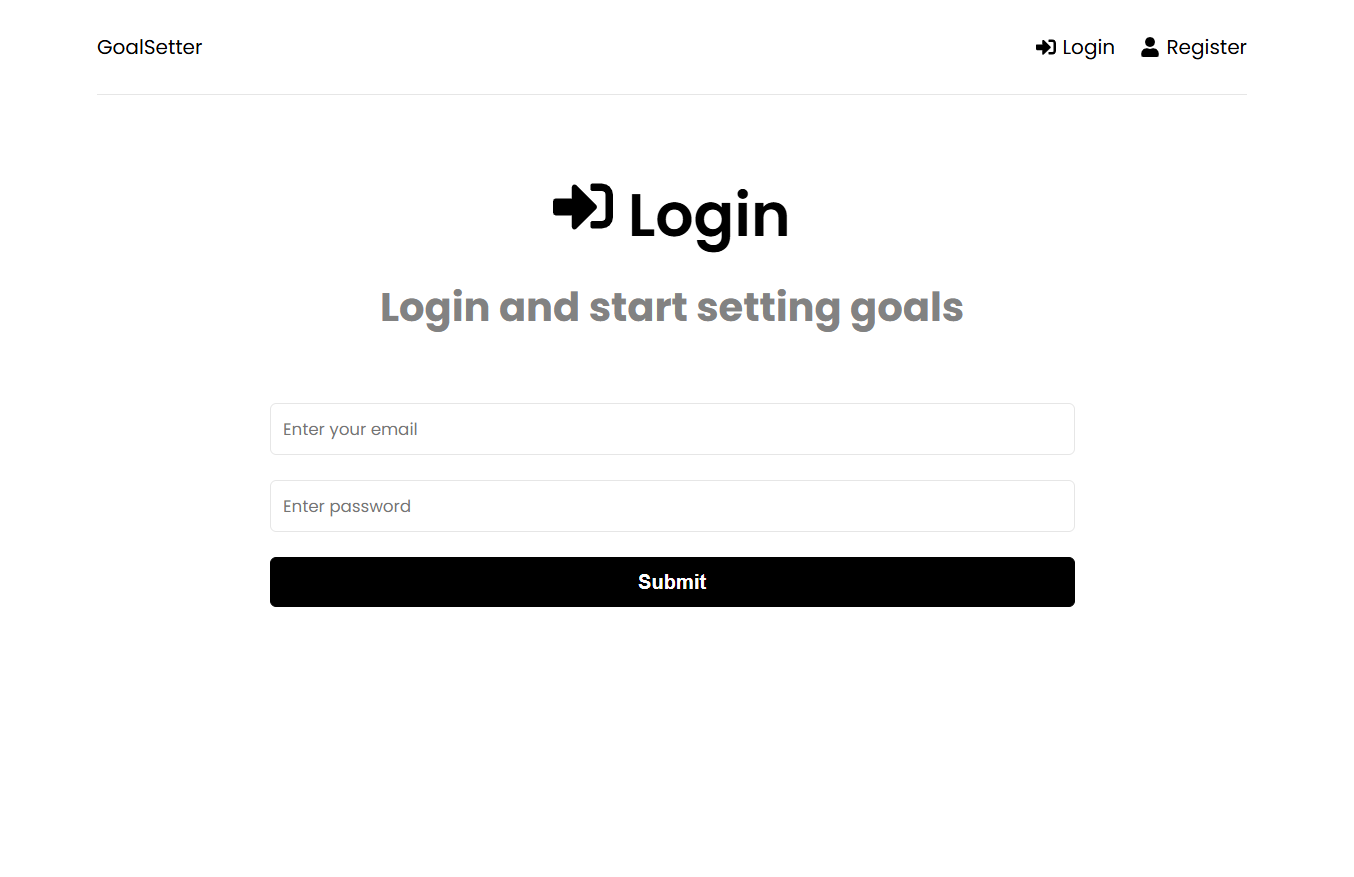 GoalSetter Login Register
Login
Login and start setting goals
Enter your email
Enter password
Submit